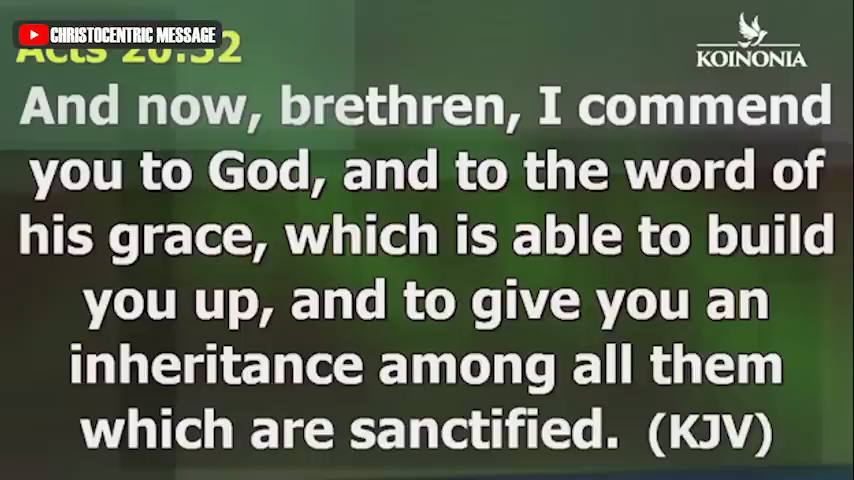 CHRISTOCENTRIC MESSAGE
KOINONIA
Acts 20:32
And now, brethren, I commend
you to God, and to the word of
his grace, which is able to build
you up, and to give you an
inheritance among all them
which are sanctified. (KJV)